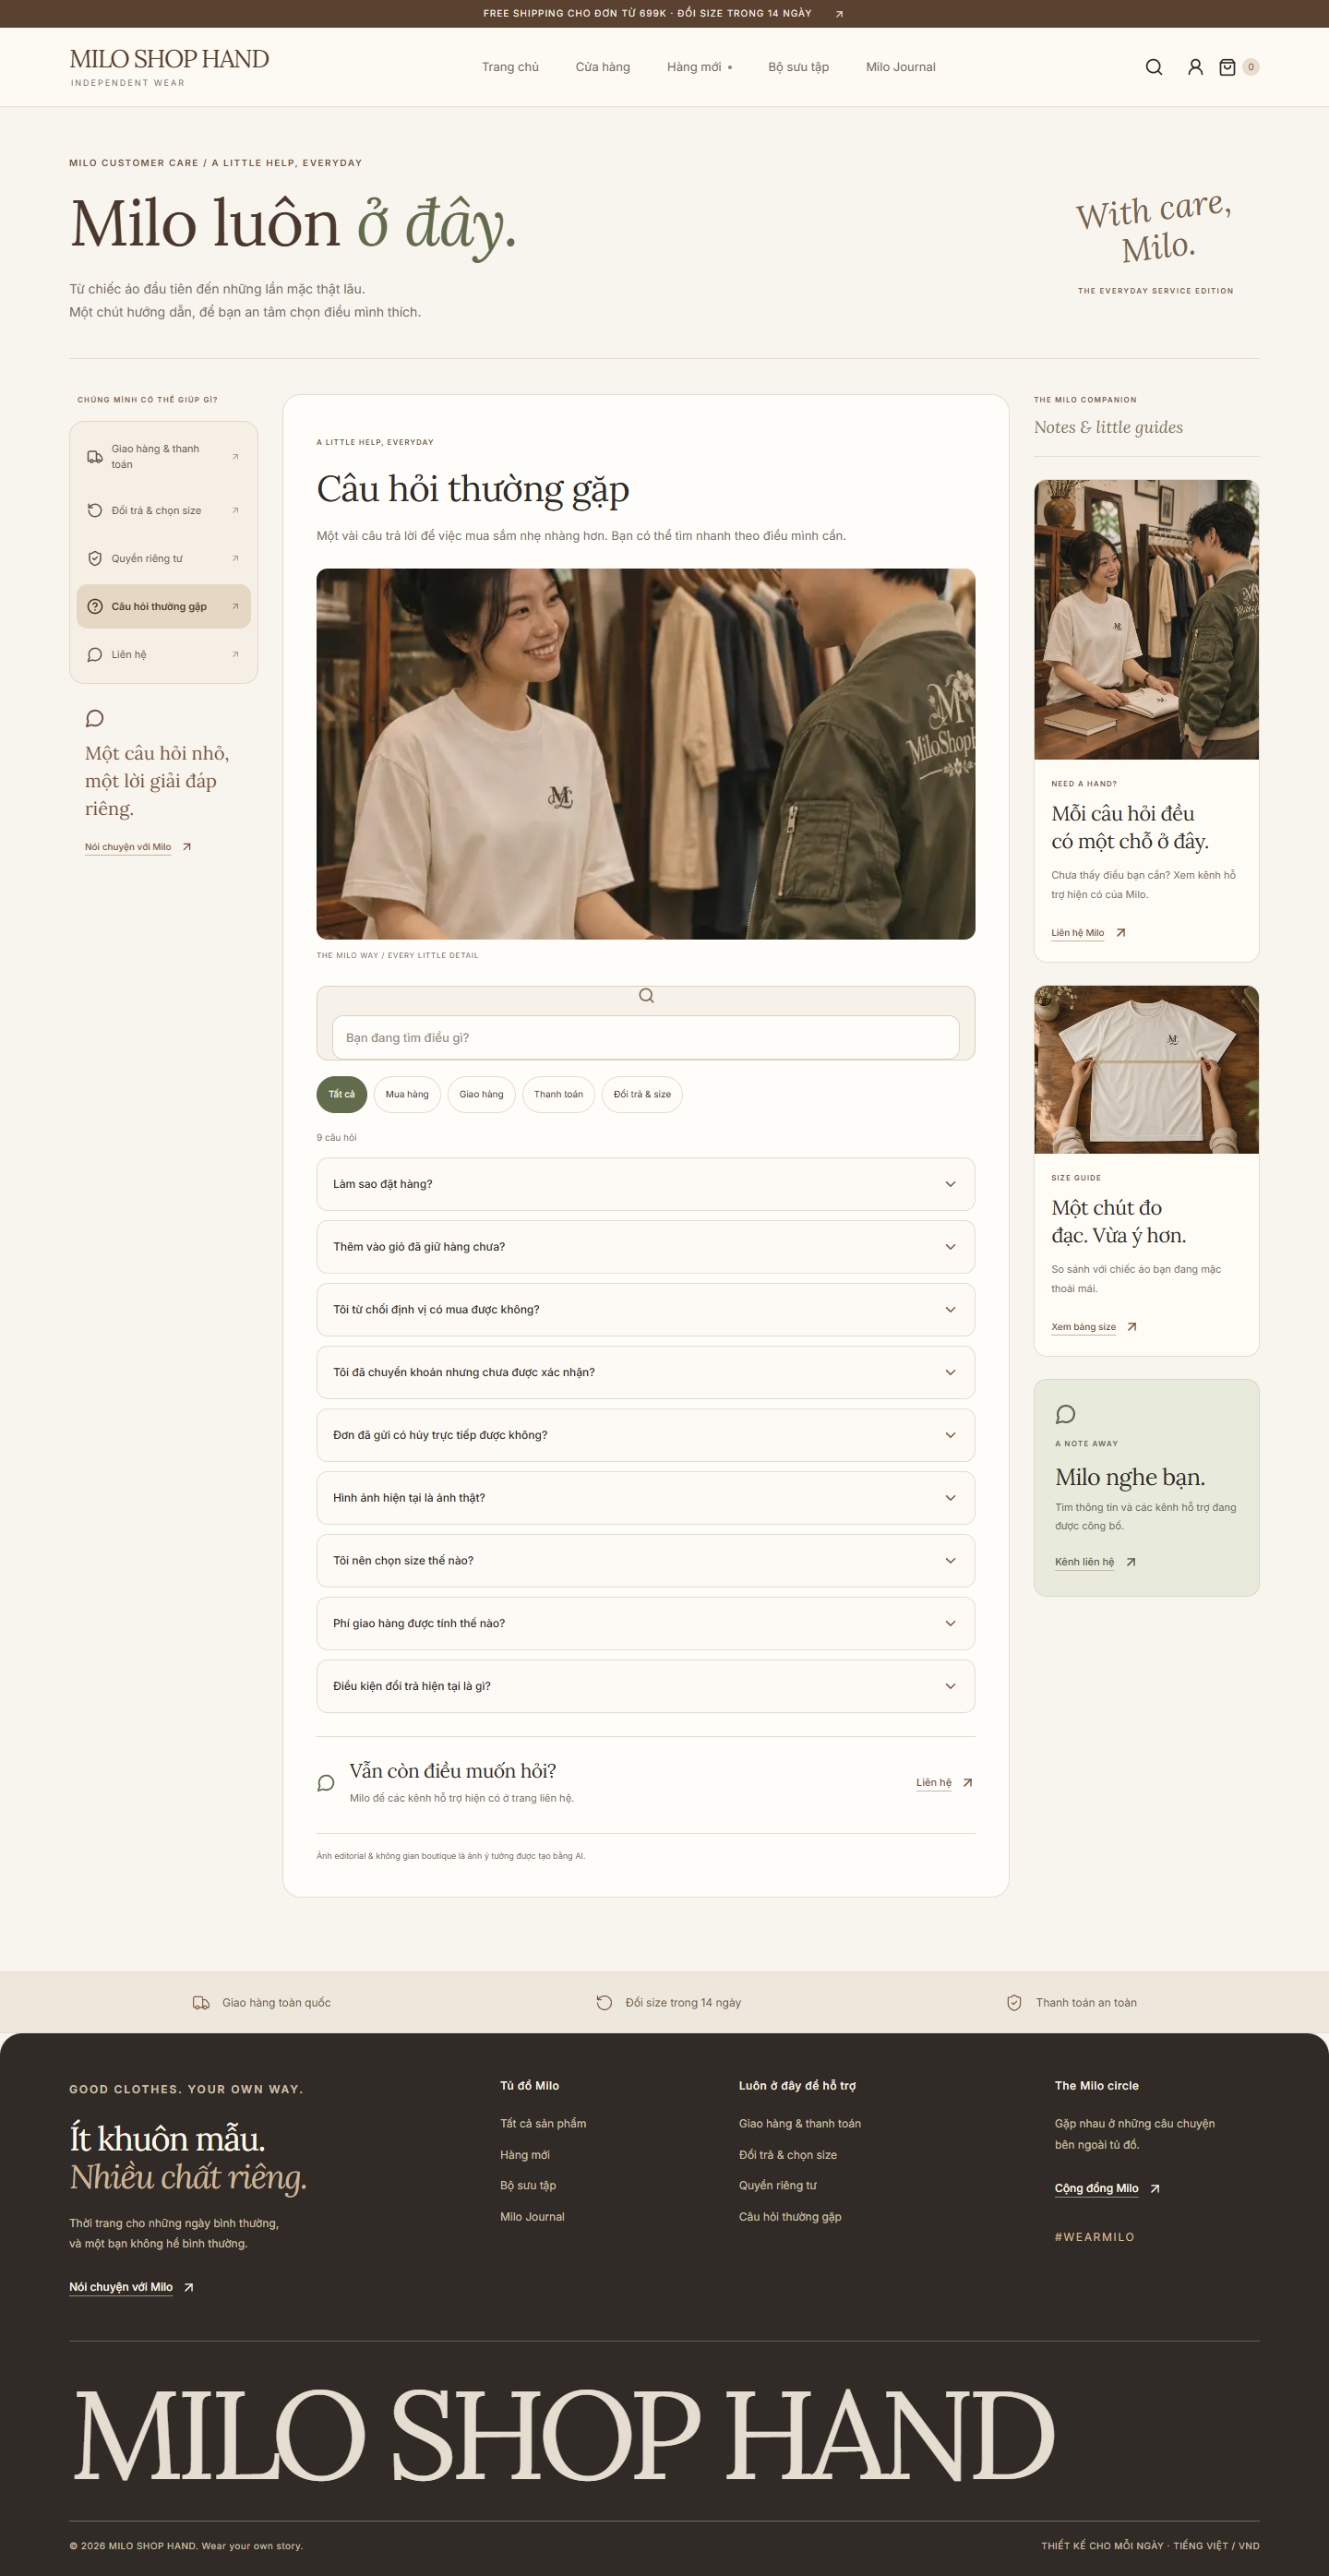 FREE SHIPPING CHO ĐƠN TỪ 699K · ĐỔI SIZE TRONG 14 NGÀY
MILO SHOP HAND
INDEPENDENT WEAR
Trang chủ
Cửa hàng
Hàng mới
Bộ sưu tập
Milo Journal
0
MILO CUSTOMER CARE / A LITTLE HELP, EVERYDAY
Milo luôn ở đây.
Từ chiếc áo đầu tiên đến những lần mặc thật lâu.
Một chút hướng dẫn, để bạn an tâm chọn điều mình thích.
With care,
Milo.
THE EVERYDAY SERVICE EDITION
CHÚNG MÌNH CÓ THỂ GIÚP GÌ?
Giao hàng & thanh
toán
Đổi trả & chọn size
Quyền riêng tư
Câu hỏi thường gặp
Liên hệ
Một câu hỏi nhỏ,
một lời giải đáp
riêng.
Nói chuyện với Milo
A LITTLE HELP, EVERYDAY
Câu hỏi thường gặp
Một vài câu trả lời để việc mua sắm nhẹ nhàng hơn. Bạn có thể tìm nhanh theo điều mình cần.
THE MILO WAY / EVERY LITTLE DETAIL
Bạn đang tìm điều gì?
Tất cả
Mua hàng
Giao hàng
Thanh toán
Đổi trả & size
9 câu hỏi
Làm sao đặt hàng?
Thêm vào giỏ đã giữ hàng chưa?
Tôi từ chối định vị có mua được không?
Tôi đã chuyển khoản nhưng chưa được xác nhận?
Đơn đã gửi có hủy trực tiếp được không?
Hình ảnh hiện tại là ảnh thật?
Tôi nên chọn size thế nào?
Phí giao hàng được tính thế nào?
Điều kiện đổi trả hiện tại là gì?
Vẫn còn điều muốn hỏi?
Milo để các kênh hỗ trợ hiện có ở trang liên hệ.
Liên hệ
Ảnh editorial & không gian boutique là ảnh ý tưởng được tạo bằng AI.
THE MILO COMPANION
Notes & little guides
NEED A HAND?
Mỗi câu hỏi đều
có một chỗ ở đây.
Chưa thấy điều bạn cần? Xem kênh hỗ
trợ hiện có của Milo.
Liên hệ Milo
SIZE GUIDE
Một chút đo
đạc. Vừa ý hơn.
So sánh với chiếc áo bạn đang mặc
thoải mái.
Xem bảng size
A NOTE AWAY
Milo nghe bạn.
Tìm thông tin và các kênh hỗ trợ đang
được công bố.
Kênh liên hệ
Giao hàng toàn quốc
Đổi size trong 14 ngày
Thanh toán an toàn
GOOD CLOTHES. YOUR OWN WAY.
Ít khuôn mẫu.
Nhiều chất riêng.
Thời trang cho những ngày bình thường,
và một bạn không hề bình thường.
Nói chuyện với Milo
Tủ đồ Milo
Tất cả sản phẩm
Hàng mới
Bộ sưu tập
Milo Journal
Luôn ở đây để hỗ trợ
Giao hàng & thanh toán
Đổi trả & chọn size
Quyền riêng tư
Câu hỏi thường gặp
The Milo circle
Gặp nhau ở những câu chuyện
bên ngoài tủ đồ.
Cộng đồng Milo
#WEARMILO
MILO SHOP HAND
© 2026 MILO SHOP HAND. Wear your own story.
THIẾT KẾ CHO MỖI NGÀY · TIẾNG VIỆT / VND